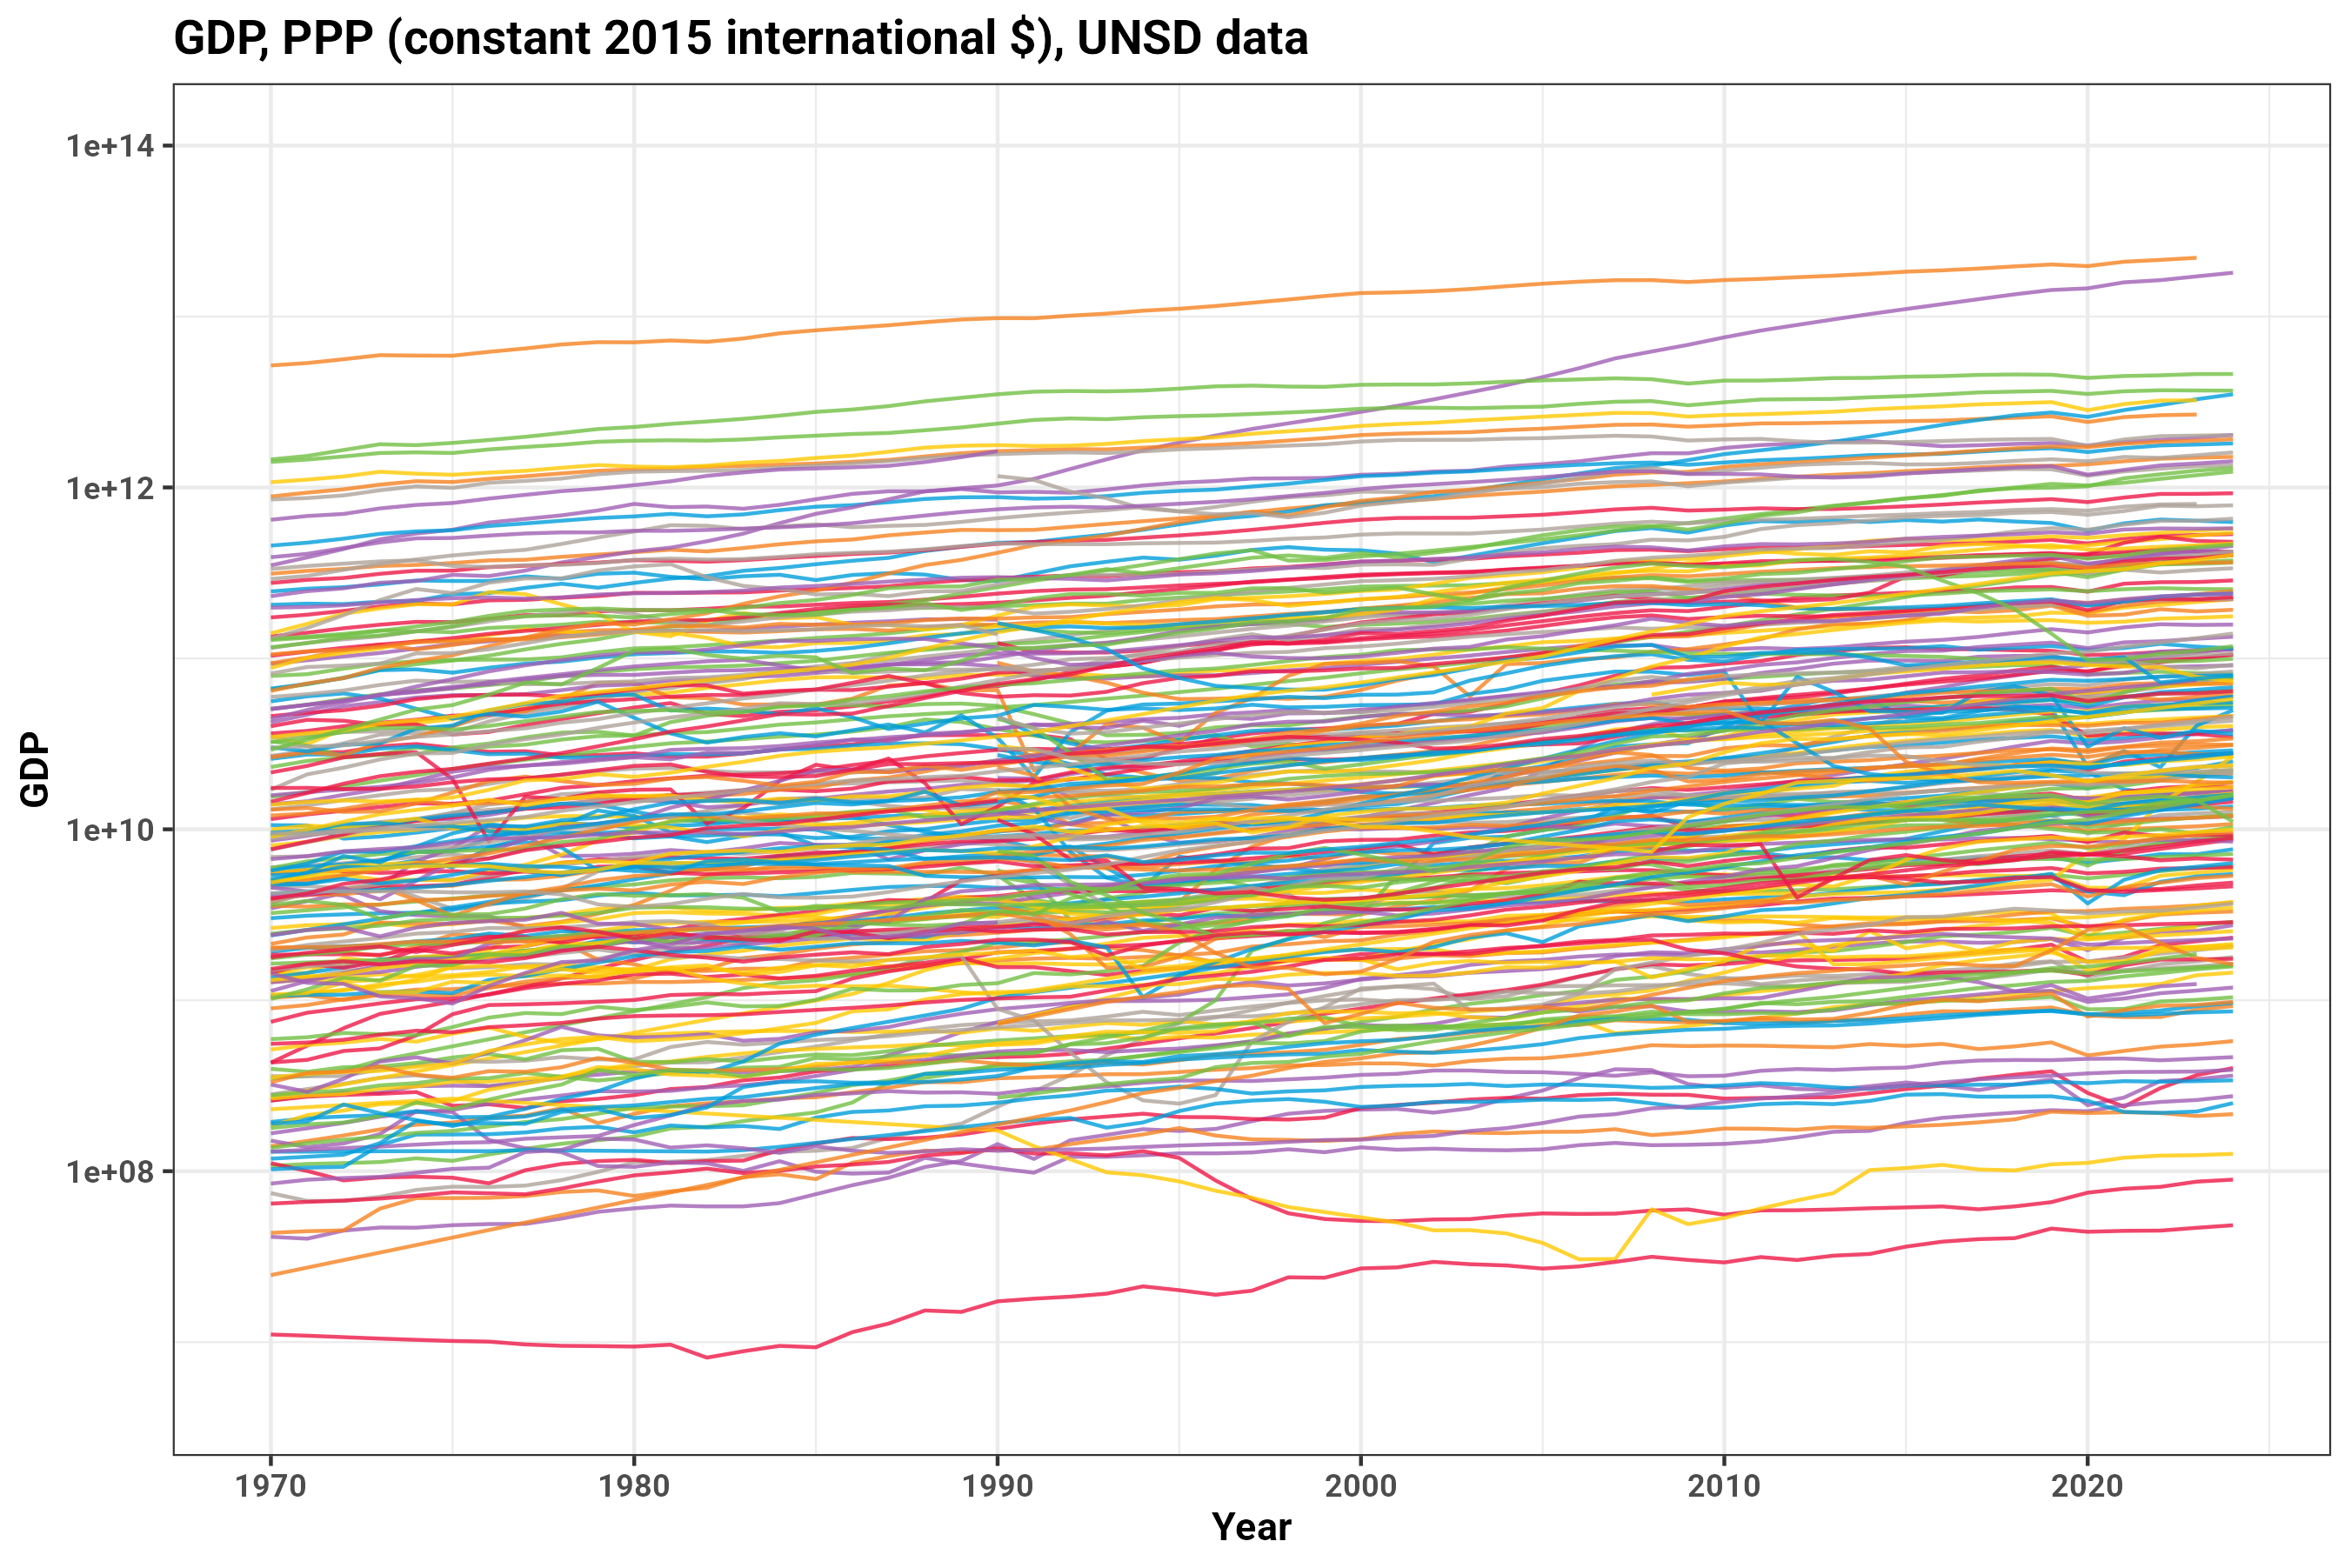 GDP, PPP (constant 2015 international $), UNSD data
1e+14
1e+12
1e+10
1e+08
GDP
1970 1980 1990 2000 2010 2020
Year